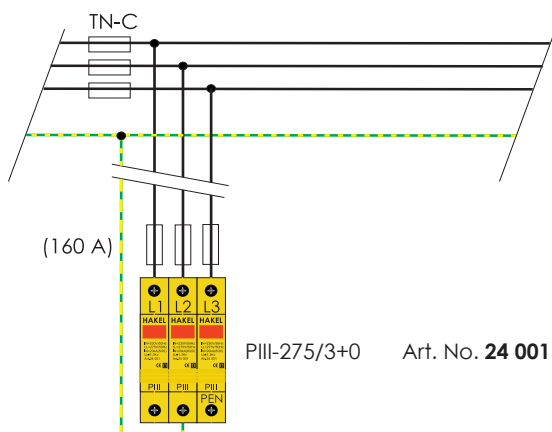 TN-C
(160 A)
L1 L2 L3
HAKEL HAKEL HAKEL
PIII-275/3+0 Art. No. 24 001
PIII PIII PIII
PEN